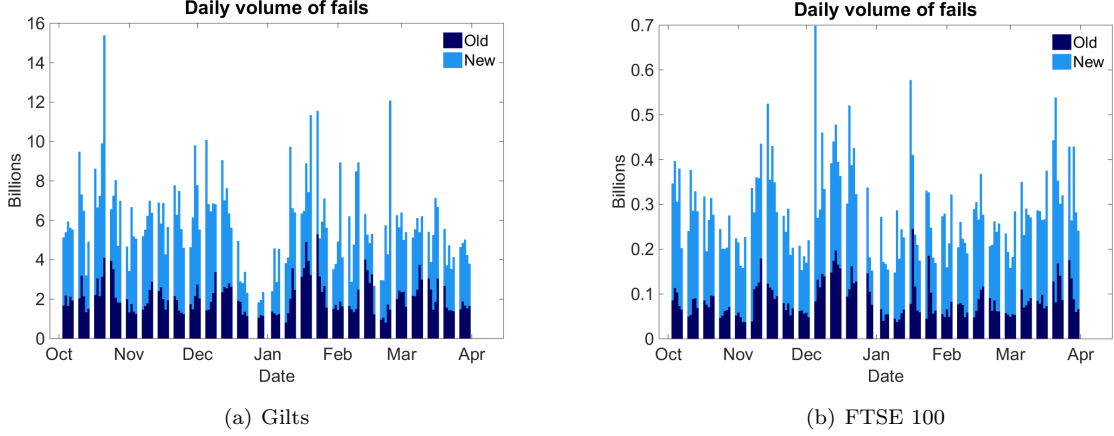 Daily volume of fails
16
14
12
10
8
6
4
2
0
Billions
Old
New
Oct Nov Dec Jan Feb Mar Apr
Date
(a) Gilts
Daily volume of fails
0.7
0.6
0.5
0.4
0.3
0.2
0.1
0
Billions
Old
New
Oct Nov Dec Jan Feb Mar Apr
Date
(b) FTSE 100